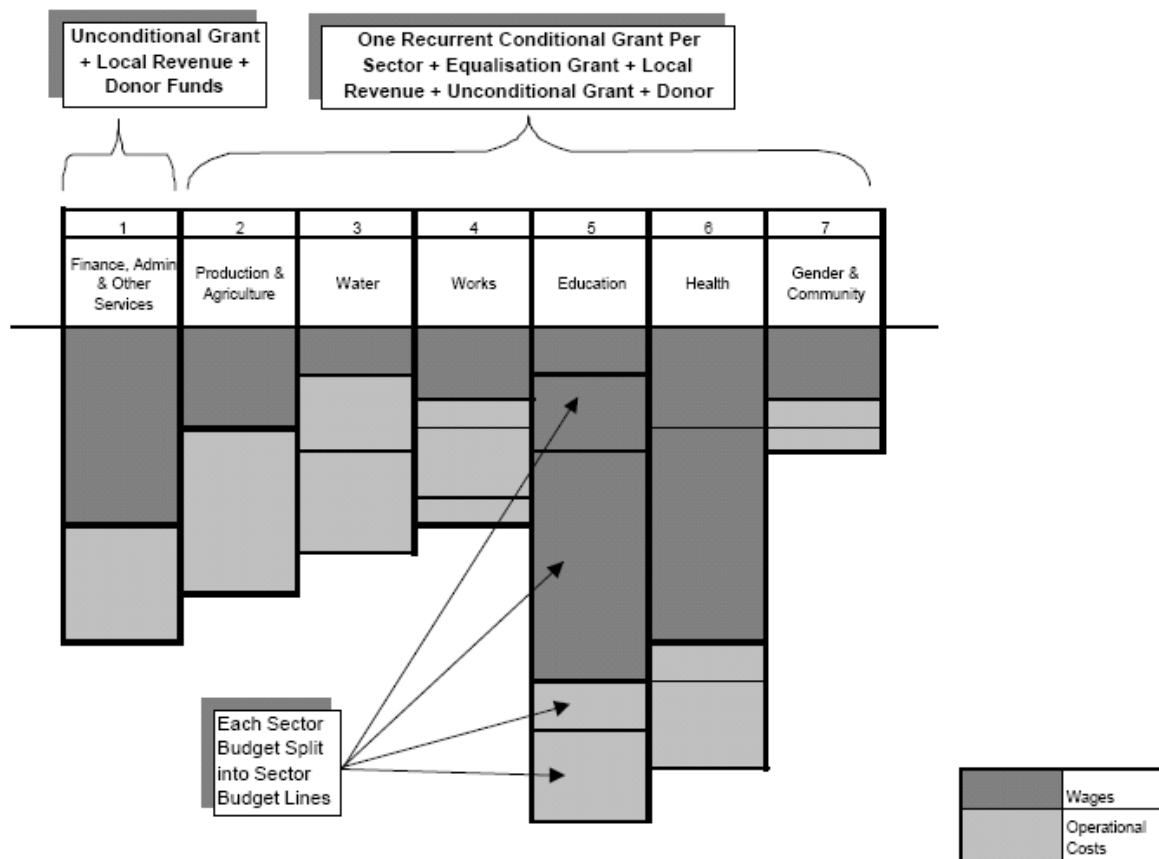 Unconditional Grant
+ Local Revenue +
Donor Funds
One Recurrent Conditional Grant Per
Sector + Equalisation Grant + Local
Revenue + Unconditional Grant + Donor
1 2 3 4 5 6 7
Finance, Admin
& Other
Services
Production &
Agriculture
Water
Works
Education
Health
Gender &
Community
Each Sector
Budget Split
into Sector
Budget Lines
Wages
Operational
Costs